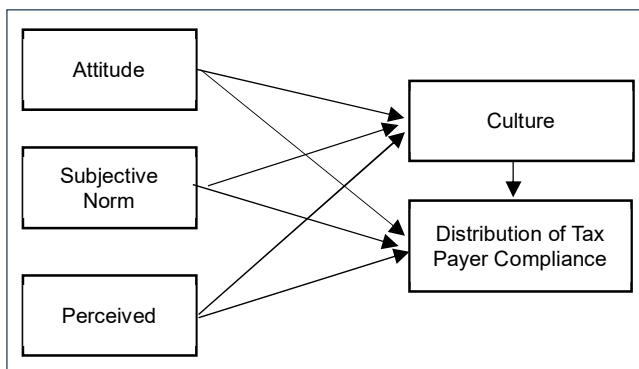 Attitude
Culture
Subjective
Norm
Distribution of Tax
Payer Compliance
Perceived